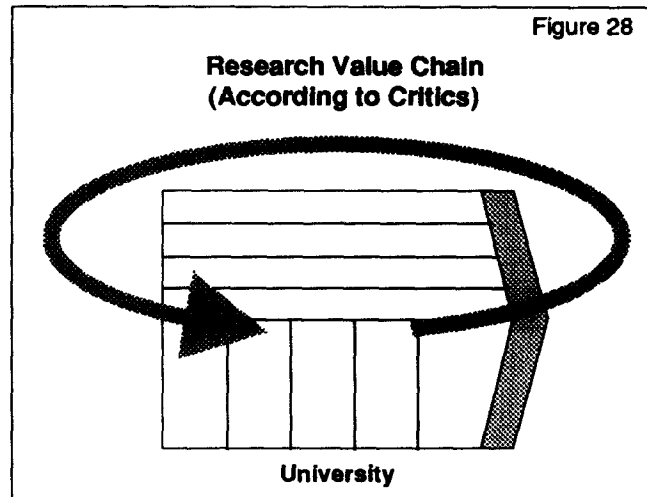 Figure 28
Research Value Chain
(According to Critics)
University